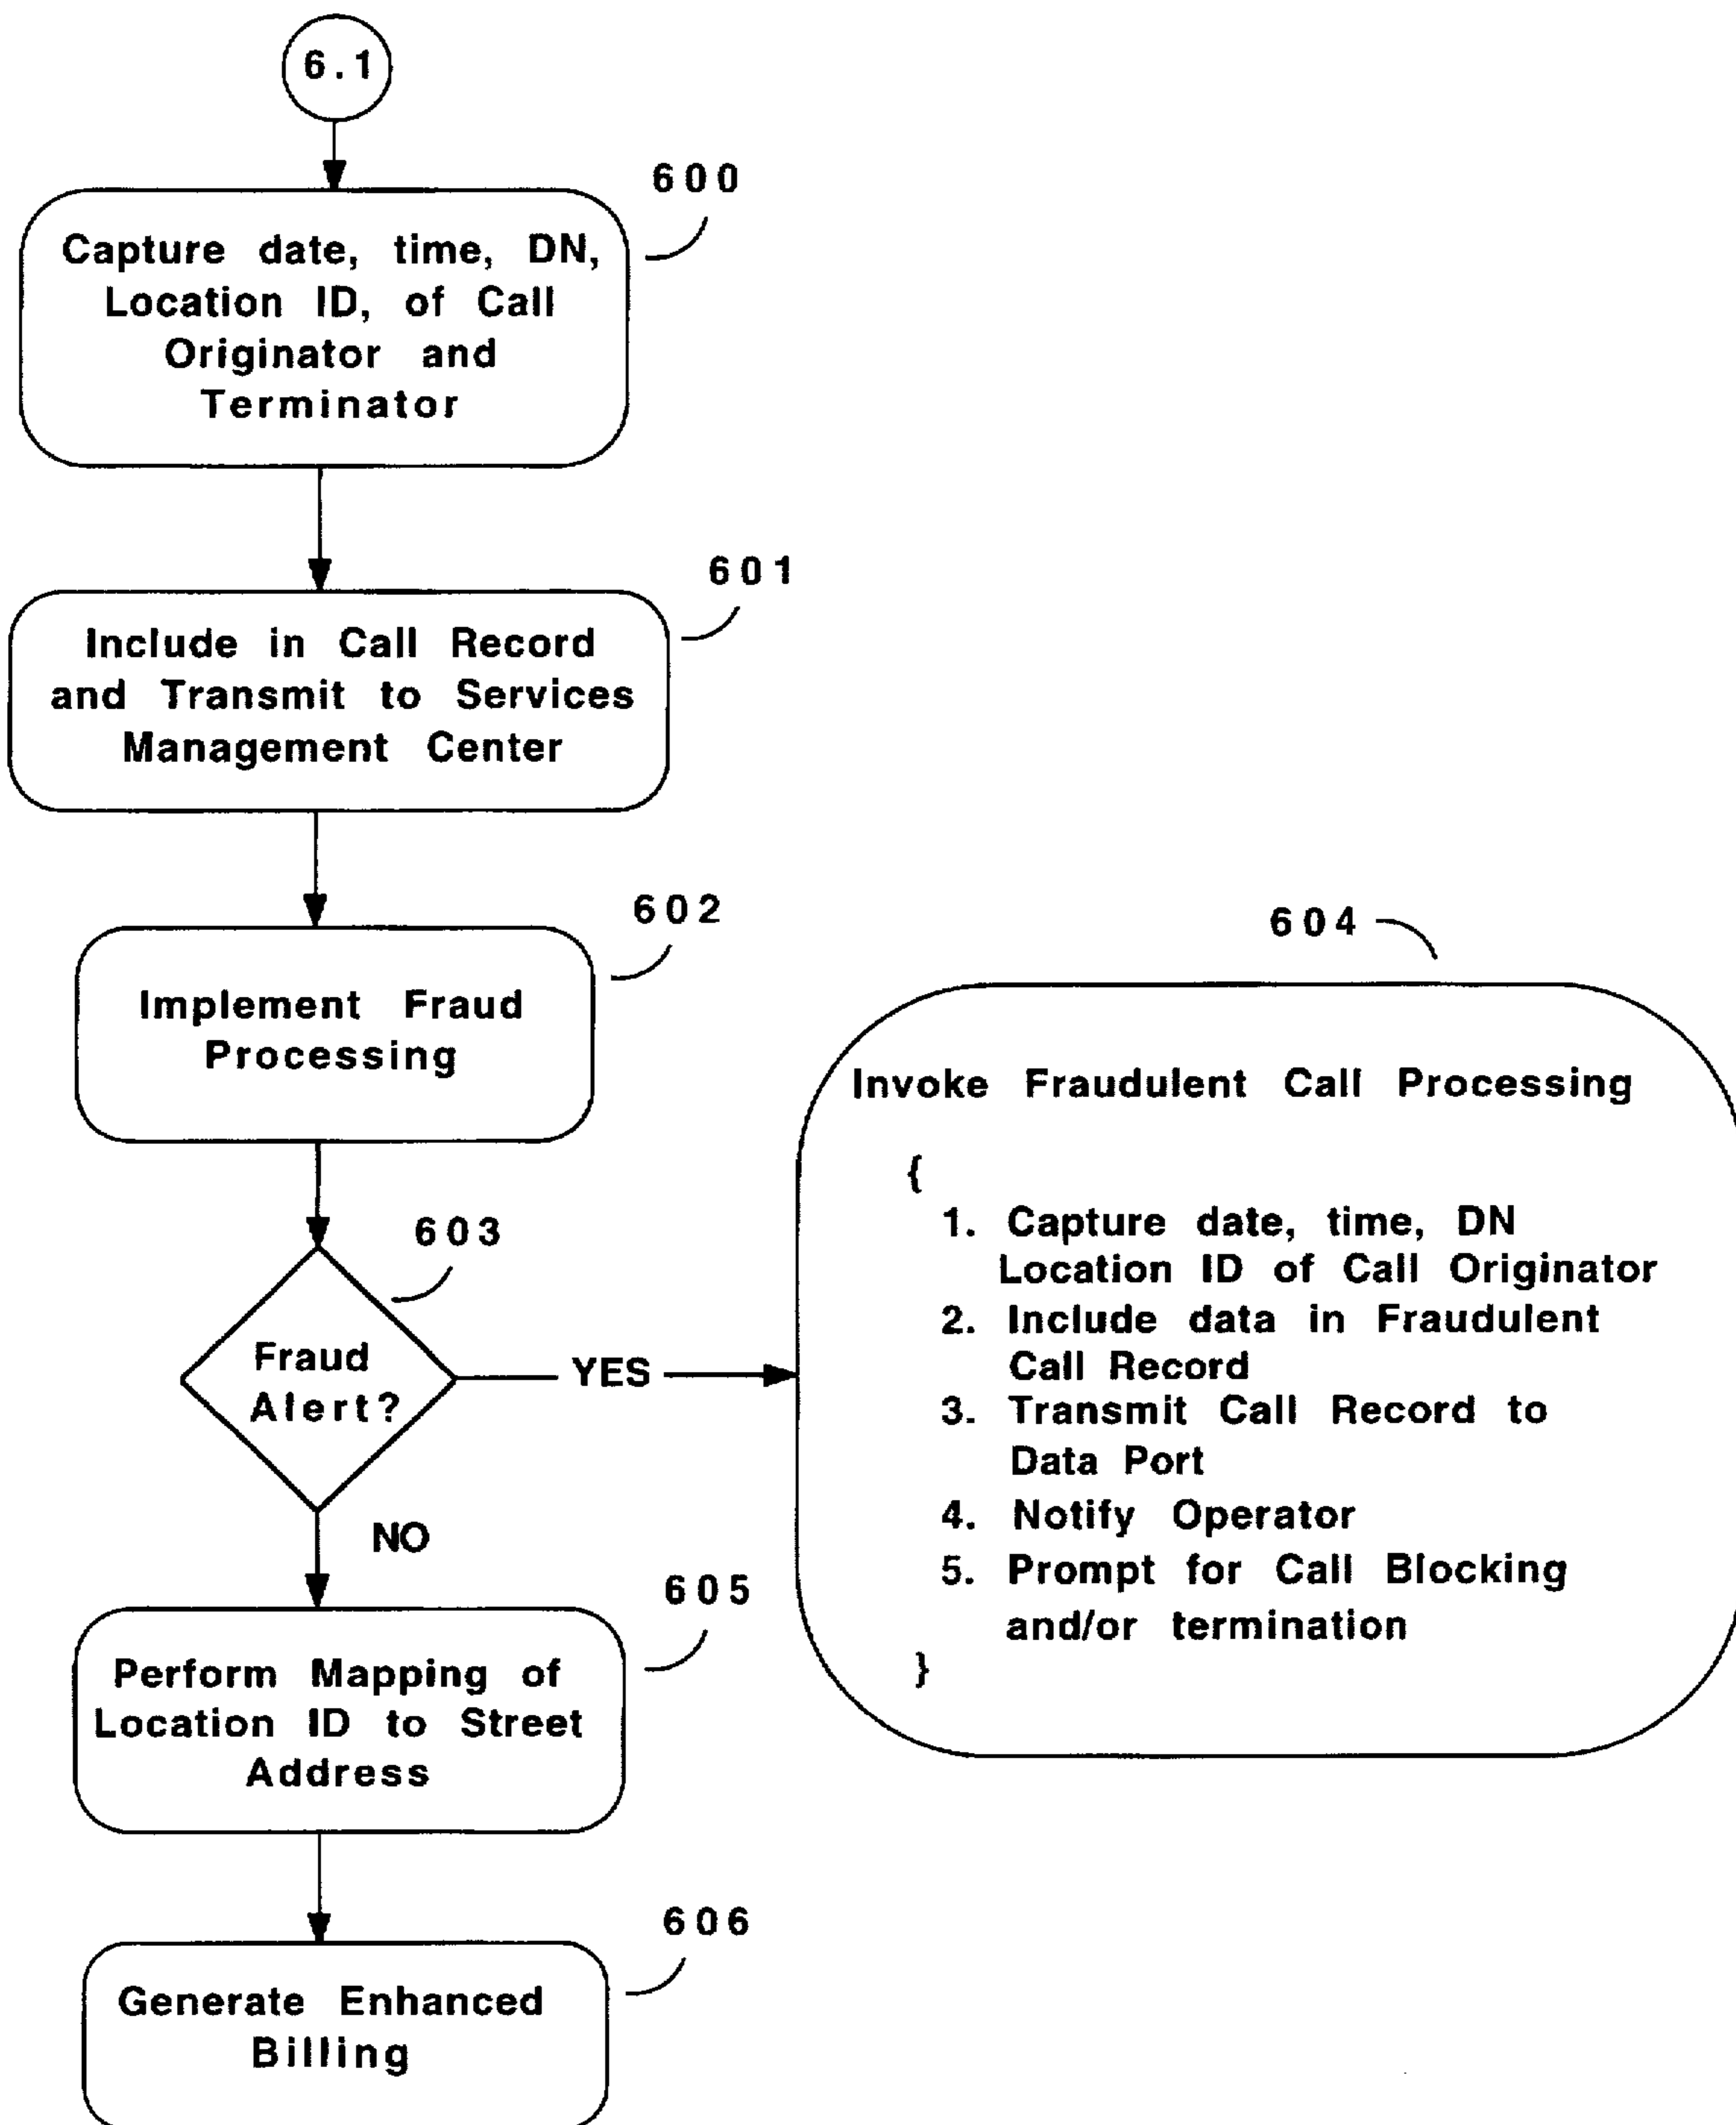 6.1
600
Capture date, time, DN,
Location ID, of Call
Originator and
Terminator
601
Include in Call Record
and Transmit to Services
Management Center
602
Implement Fraud
Processing
603
Fraud
Alert?
YES
NO
604
Invoke Fraudulent Call Processing
{
1. Capture date, time, DN
Location ID of Call Originator
2. Include data in Fraudulent
Call Record
3. Transmit Call Record to
Data Port
4. Notify Operator
5. Prompt for Call Blocking
and/or termination
}
605
Perform Mapping of
Location ID to Street
Address
606
Generate Enhanced
Billing